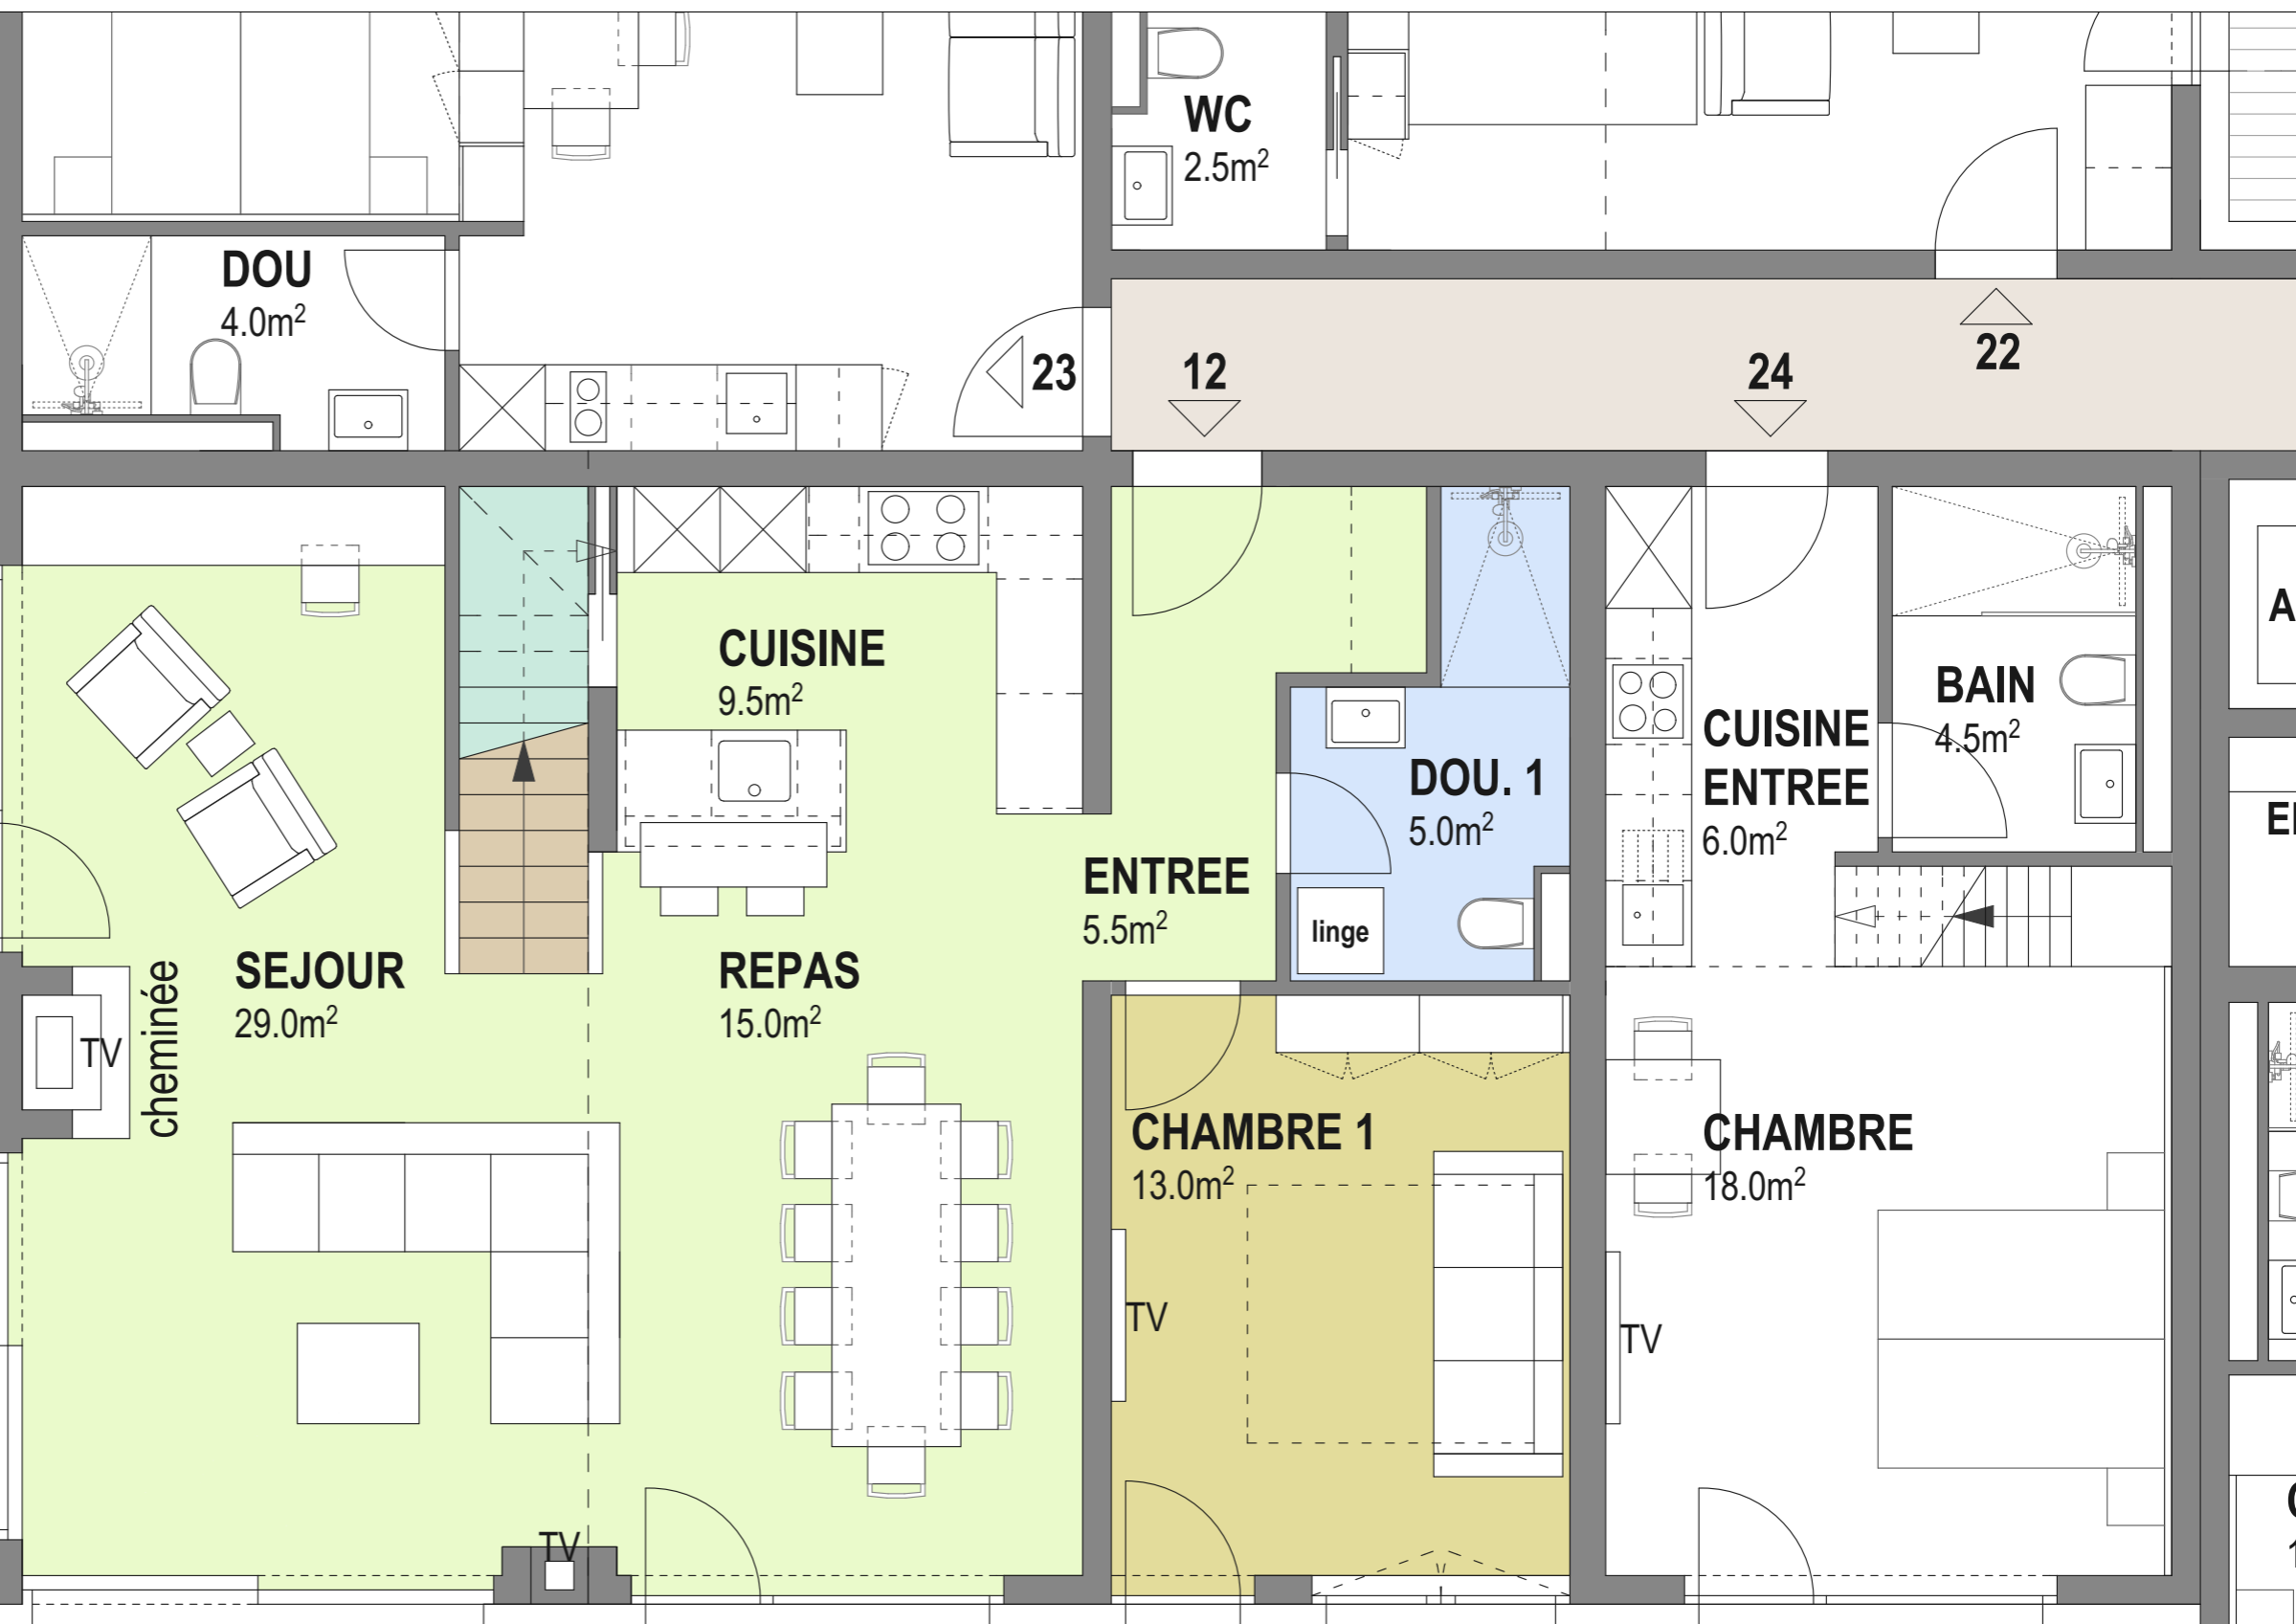 WC
2.5m²
DOU
4.0m²
23
12
24
22
CUISINE
9.5m²
BAIN
4.5m²
CUISINE
ENTREE
6.0m²
DOU. 1
5.0m²
linge
ENTREE
5.5m²
SEJOUR
29.0m²
REPAS
15.0m²
cheminée
TV
CHAMBRE 1
13.0m²
CHAMBRE
18.0m²
TV
TV
TV